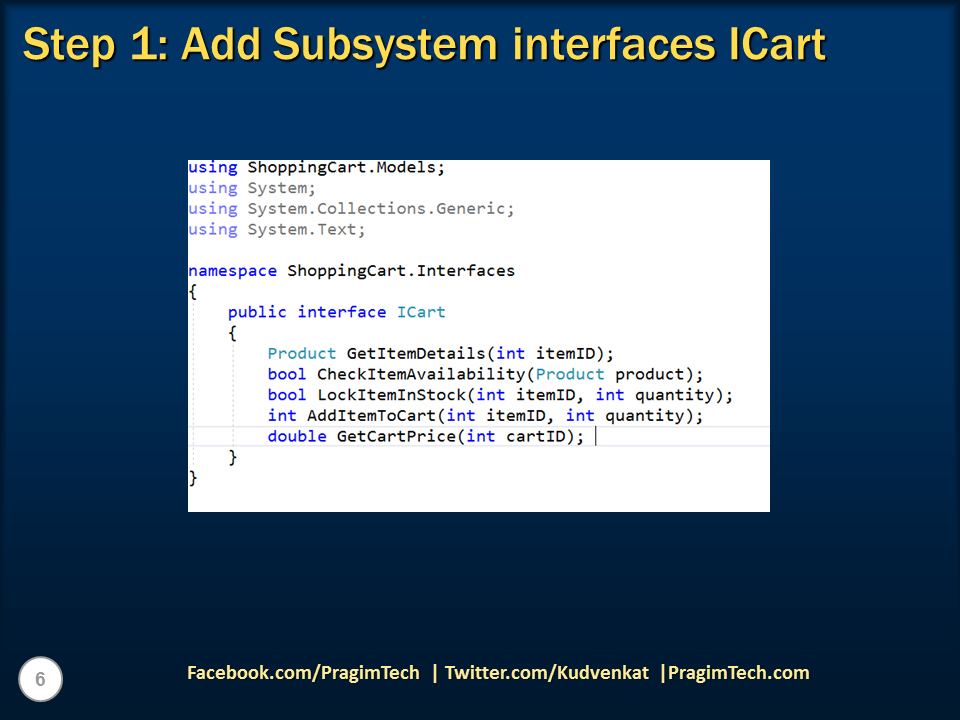 Step 1: Add Subsystem interfaces ICart
using ShoppingCart.Models;
using System;
using System.Collections.Generic;
using System.Text;
namespace ShoppingCart.Interfaces
{
public interface ICart
{
Product GetItemDetails(int itemID);
bool CheckItemAvailability(Product product);
bool LockItemInStock(int itemID, int quantity);
int AddItemToCart(int itemID, int quantity);
double GetCartPrice(int cartID);
}
}
6
Facebook.com/PragimTech | Twitter.com/Kudvenkat |PragimTech.com